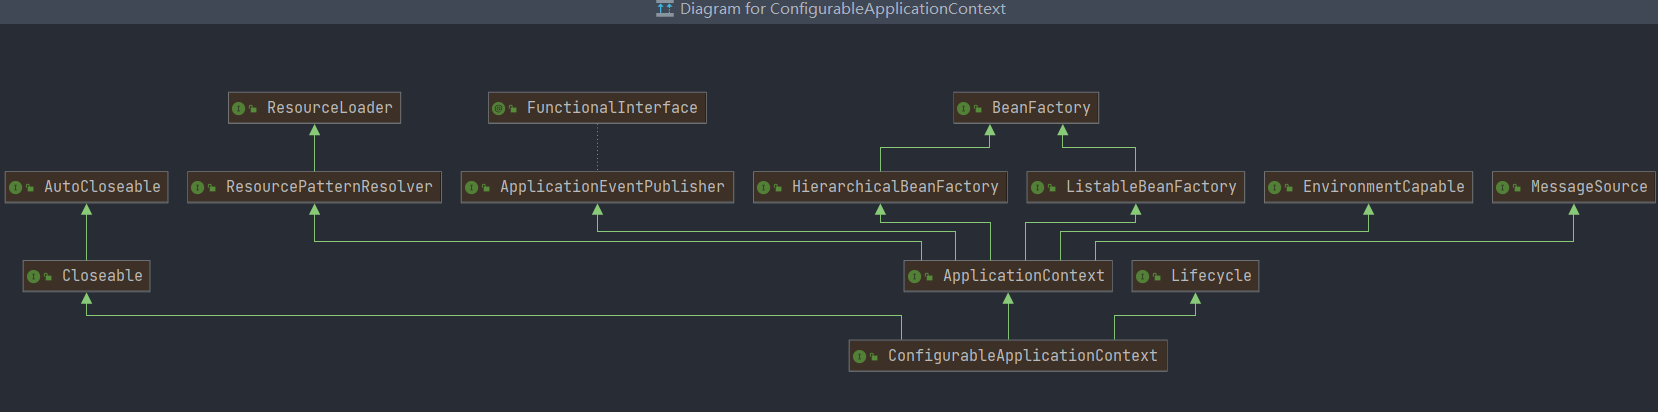 Diagram for ConfigurableApplicationContext
ResourceLoader
FunctionalInterface
BeanFactory
AutoCloseable
ResourcePatternResolver
ApplicationEventPublisher
HierarchicalBeanFactory
ListableBeanFactory
EnvironmentCapable
MessageSource
Closeable
ApplicationContext
Lifecycle
ConfigurableApplicationContext